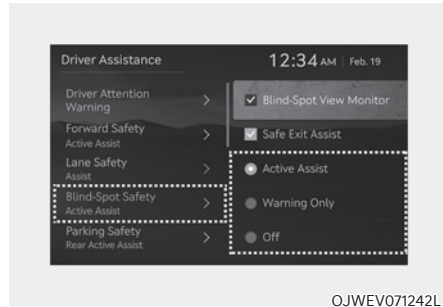 Driver Assistance
12:34 AM | Feb. 19
Driver Attention
Warning
Forward Safety
Active Assist
Lane Safety
Assist
Blind-Spot Safety
Active Assist
Parking Safety
Rear Active Assist
Blind-Spot View Monitor
Safe Exit Assist
Active Assist
Warning Only
Off
OJWEV071242L